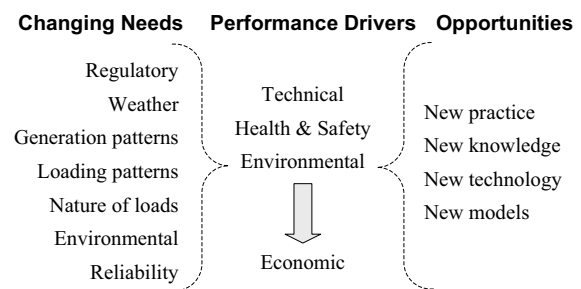 Changing Needs
Performance Drivers
Opportunities
Regulatory
Weather
Generation patterns
Loading patterns
Nature of loads
Environmental
Reliability
Technical
Health & Safety
Environmental
Economic
New practice
New knowledge
New technology
New models